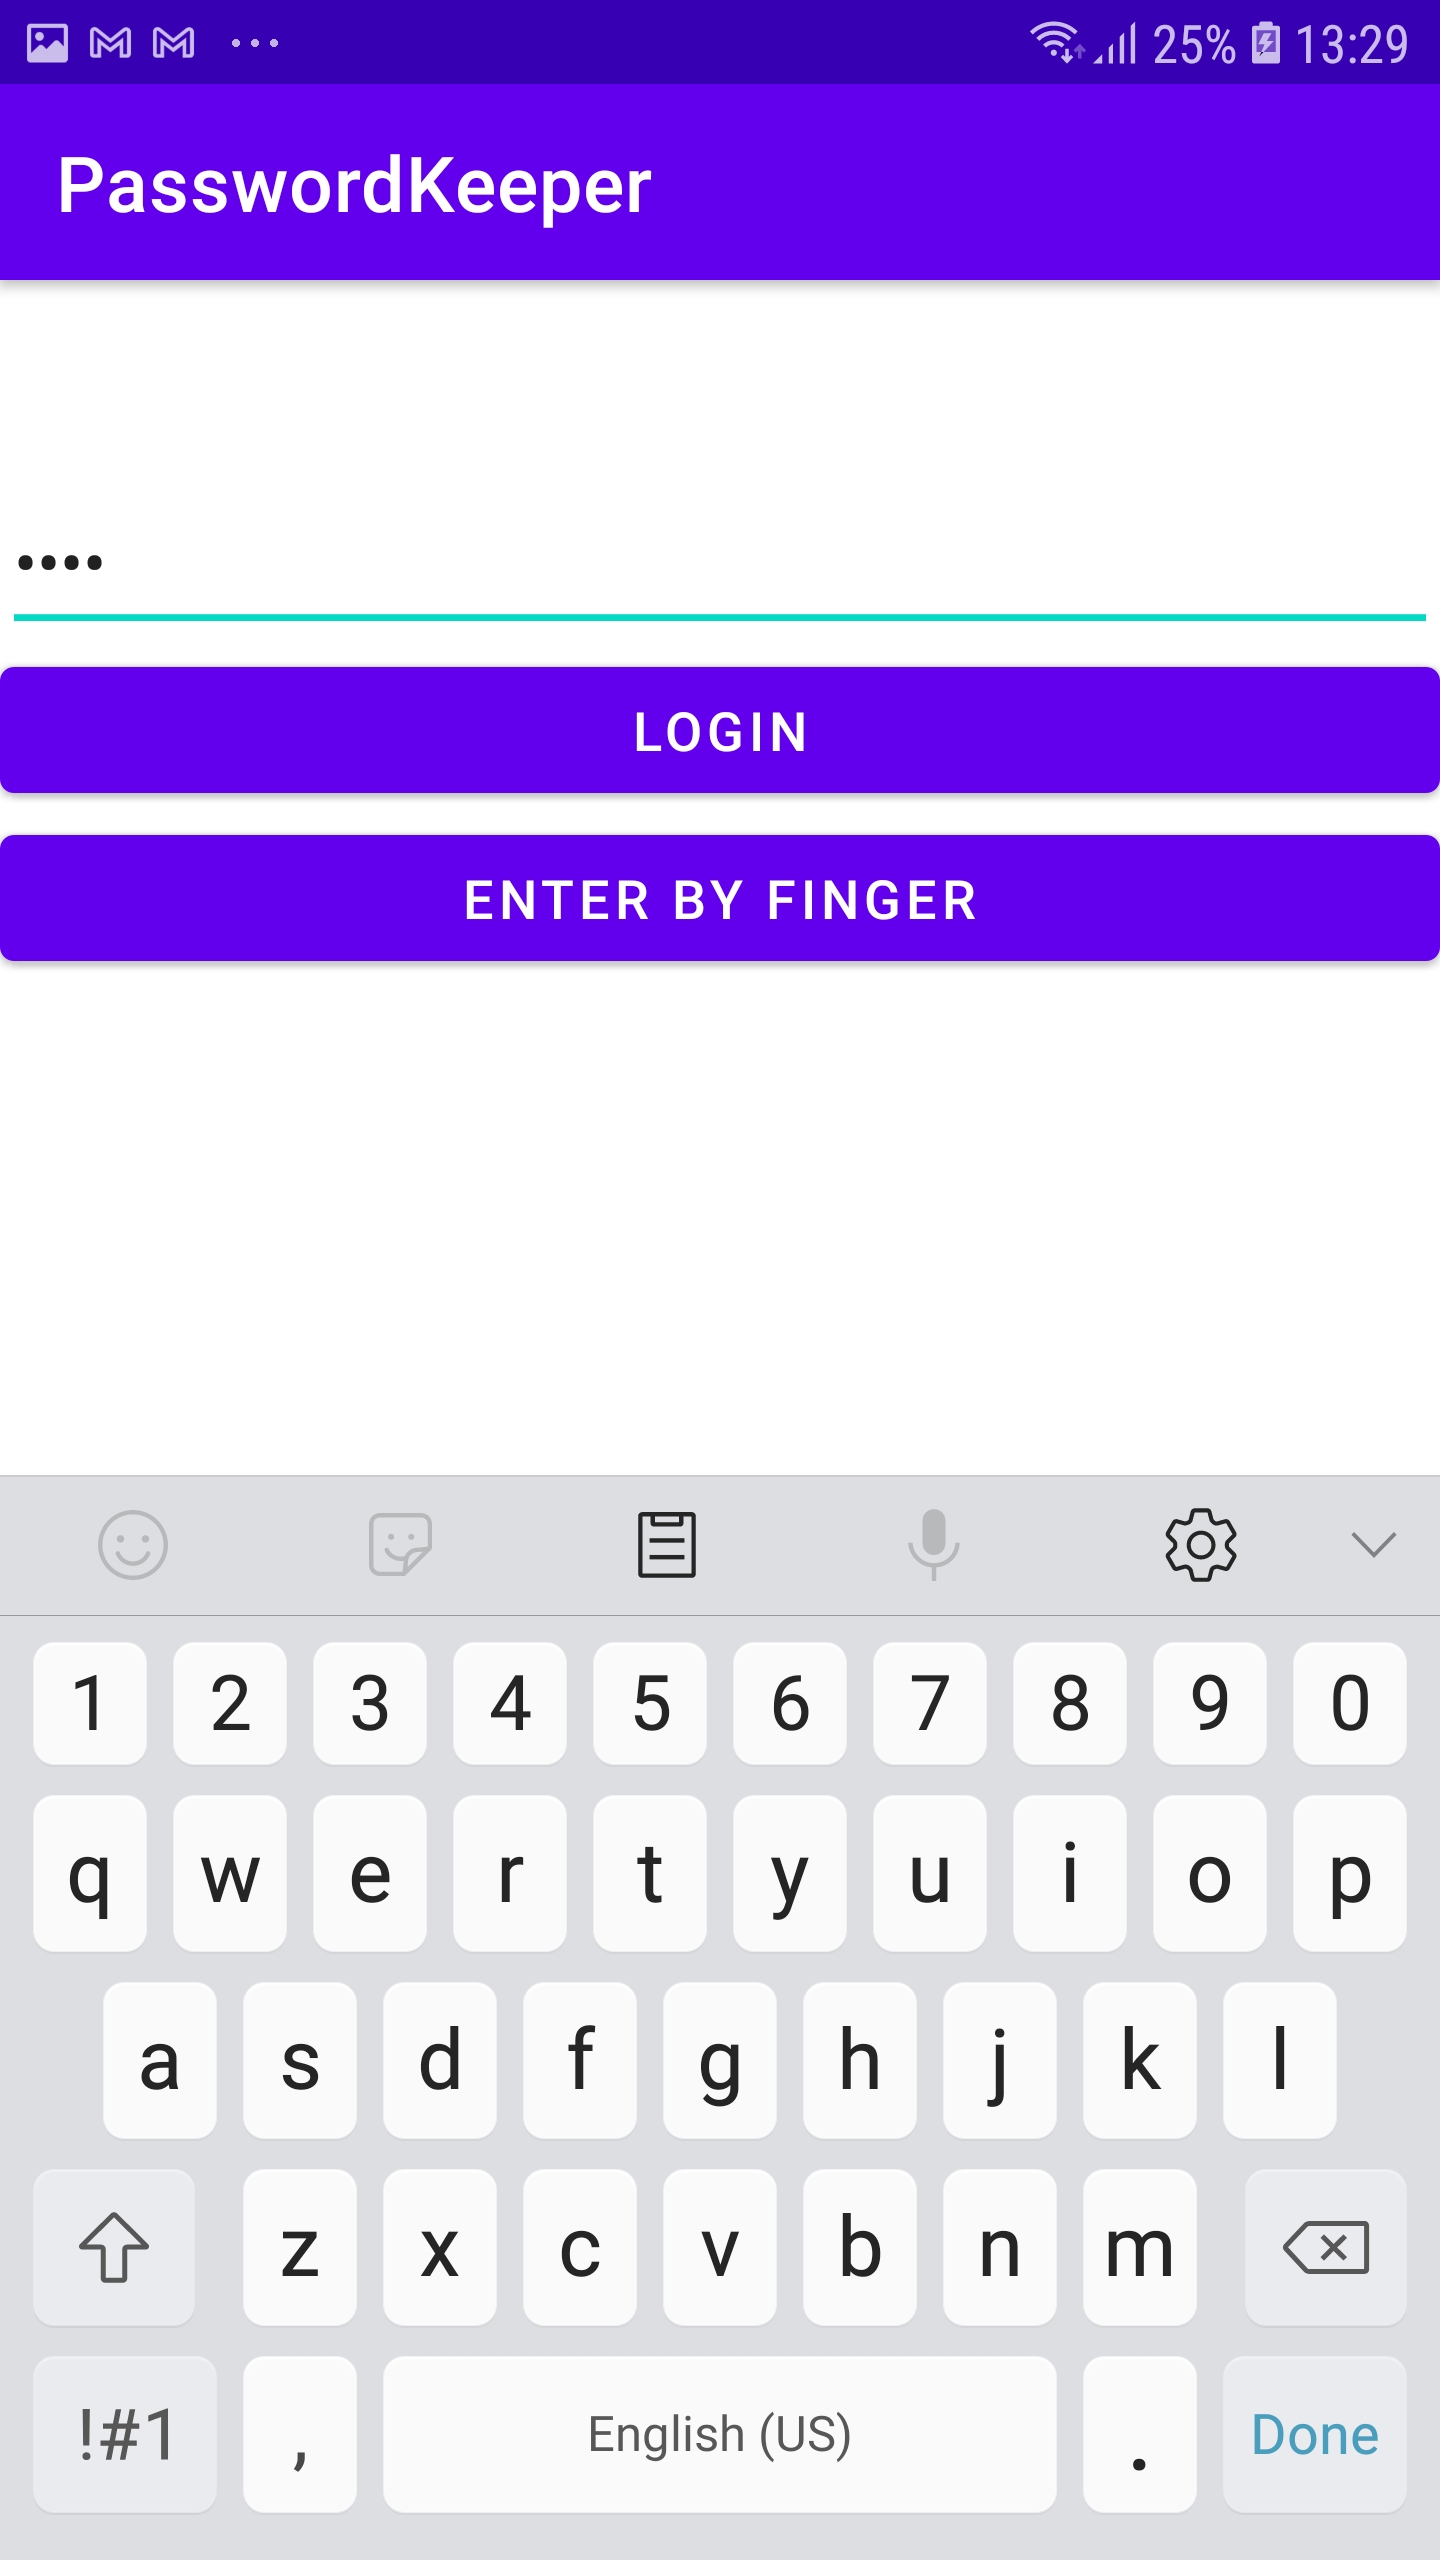 25% 13:29
PasswordKeeper
••••
LOGIN
ENTER BY FINGER
1 2 3 4 5 6 7 8 9 0
q w e r t y u i o p
a s d f g h j k l
z x c v b n m
!#1 , English (US) . Done